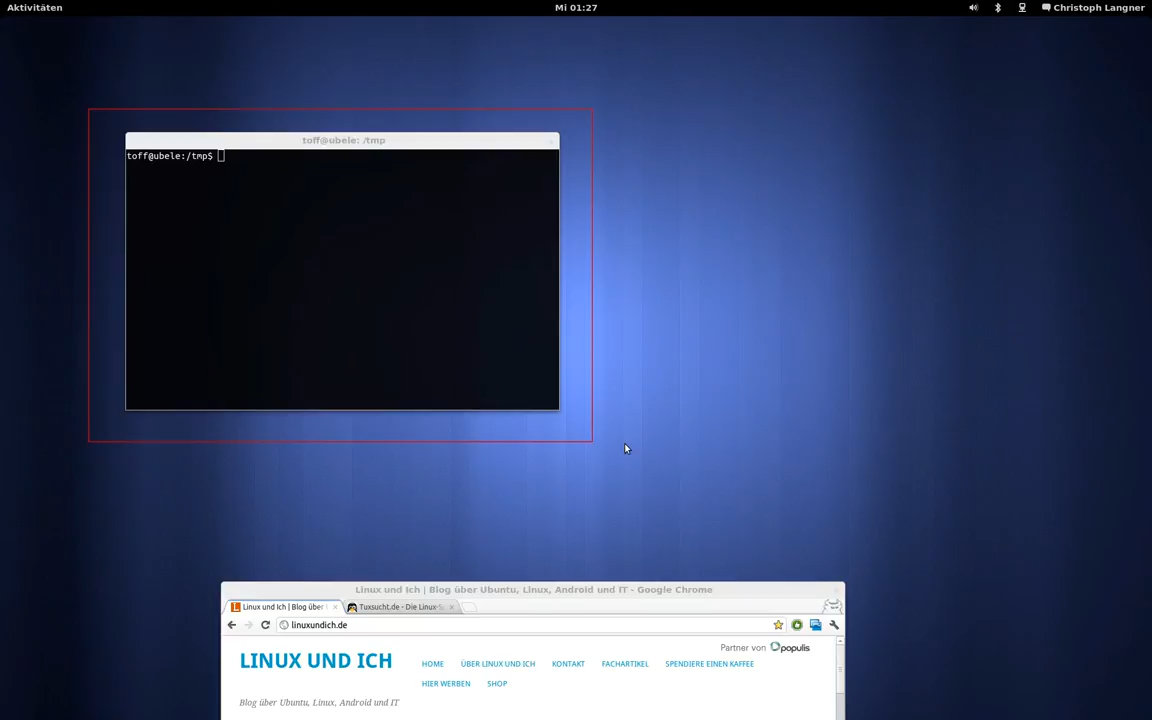 Aktivitäten
Mi 01:27
Christoph Langner
toff@ubele: /tmp
toff@ubele:/tmp$
Linux und Ich | Blog über Ubuntu, Linux, Android und IT - Google Chrome
Linux und Ich | Blog über
Tuxsucht.de - Die Linux-
linuxundich.de
Partner von populis
LINUX UND ICH
HOME
ÜBER LINUX UND ICH
KONTAKT
FACHARTIKEL
SPENDIERE EINEN KAFFEE
HIER WERBEN
SHOP
Blog über Ubuntu, Linux, Android und IT